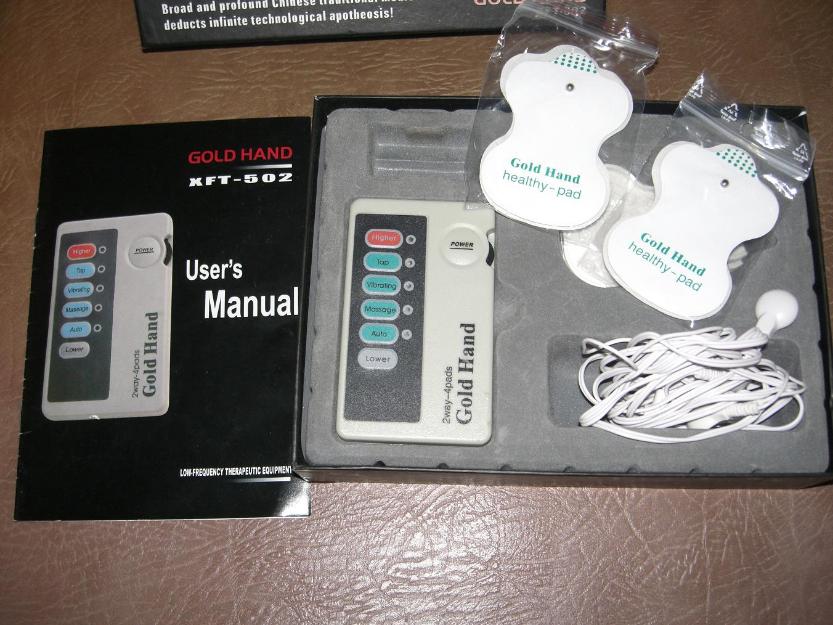 Broad and profound Chinese traditional
deducts infinite technological apotheosis!
GOLD HAND
GOLD HAND
XFT-502
User's
Manual
POWER
Higher
Tap
Vibrating
Massage
Auto
Lower
2way-4pads
Gold Hand
LOW-FREQUENCY THERAPEUTIC EQUIPMENT
POWER
Higher
Tap
Vibrating
Massage
Auto
Lower
2way-4pads
Gold Hand
Gold Hand
healthy-pad
Gold Hand
healthy-pad